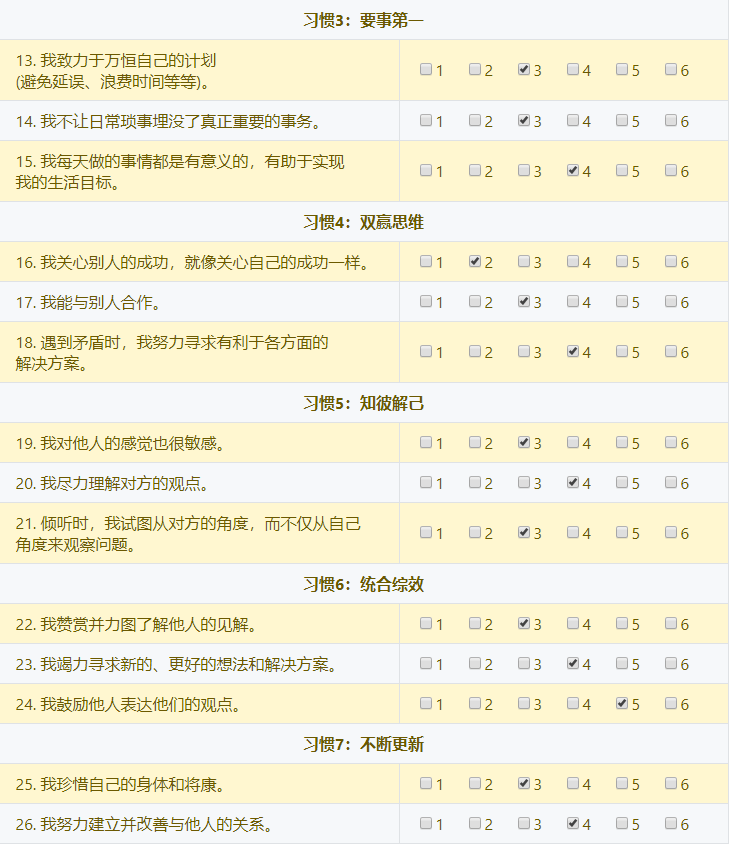 习惯3：要事第一
13. 我致力于万恒自己的计划 1 2 3 4 5 6
(避免延误、浪费时间等等)。
14. 我不让日常琐事埋没了真正重要的事务。 1 2 3 4 5 6
15. 我每天做的事情都是有意义的，有助于实现 1 2 3 4 5 6
我的生活目标。
习惯4：双赢思维
16. 我关心别人的成功，就像关心自己的成功一样。 1 2 3 4 5 6
17. 我能与别人合作。 1 2 3 4 5 6
18. 遇到矛盾时，我努力寻求有利于各方面的 1 2 3 4 5 6
解决方案。
习惯5：知彼解己
19. 我对他人的感觉也很敏感。 1 2 3 4 5 6
20. 我尽力理解对方的观点。 1 2 3 4 5 6
21. 倾听时，我试图从对方的角度，而不仅从自己 1 2 3 4 5 6
角度来观察问题。
习惯6：统合综效
22. 我赞赏并力图了解他人的见解。 1 2 3 4 5 6
23. 我竭力寻求新的、更好的想法和解决方案。 1 2 3 4 5 6
24. 我鼓励他人表达他们的观点。 1 2 3 4 5 6
习惯7：不断更新
25. 我珍惜自己的身体和将康。 1 2 3 4 5 6
26. 我努力建立并改善与他人的关系。 1 2 3 4 5 6